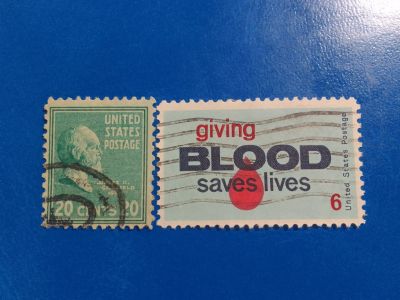 UNITED
STATES
POSTAGE
20 CENTS 20
giving
BLOOD
saves lives
6
United States Postage